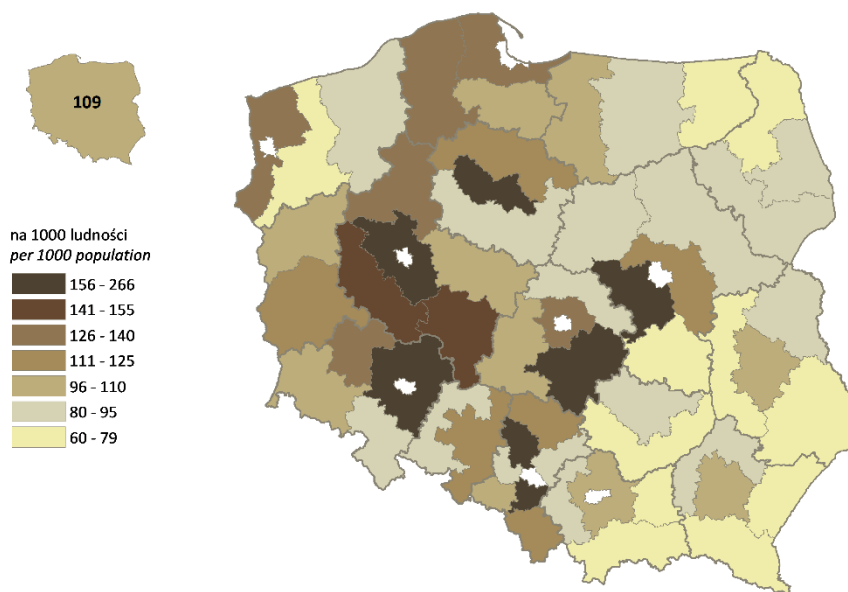 109
na 1000 ludności
per 1000 population
156 - 266
141 - 155
126 - 140
111 - 125
96 - 110
80 - 95
60 - 79